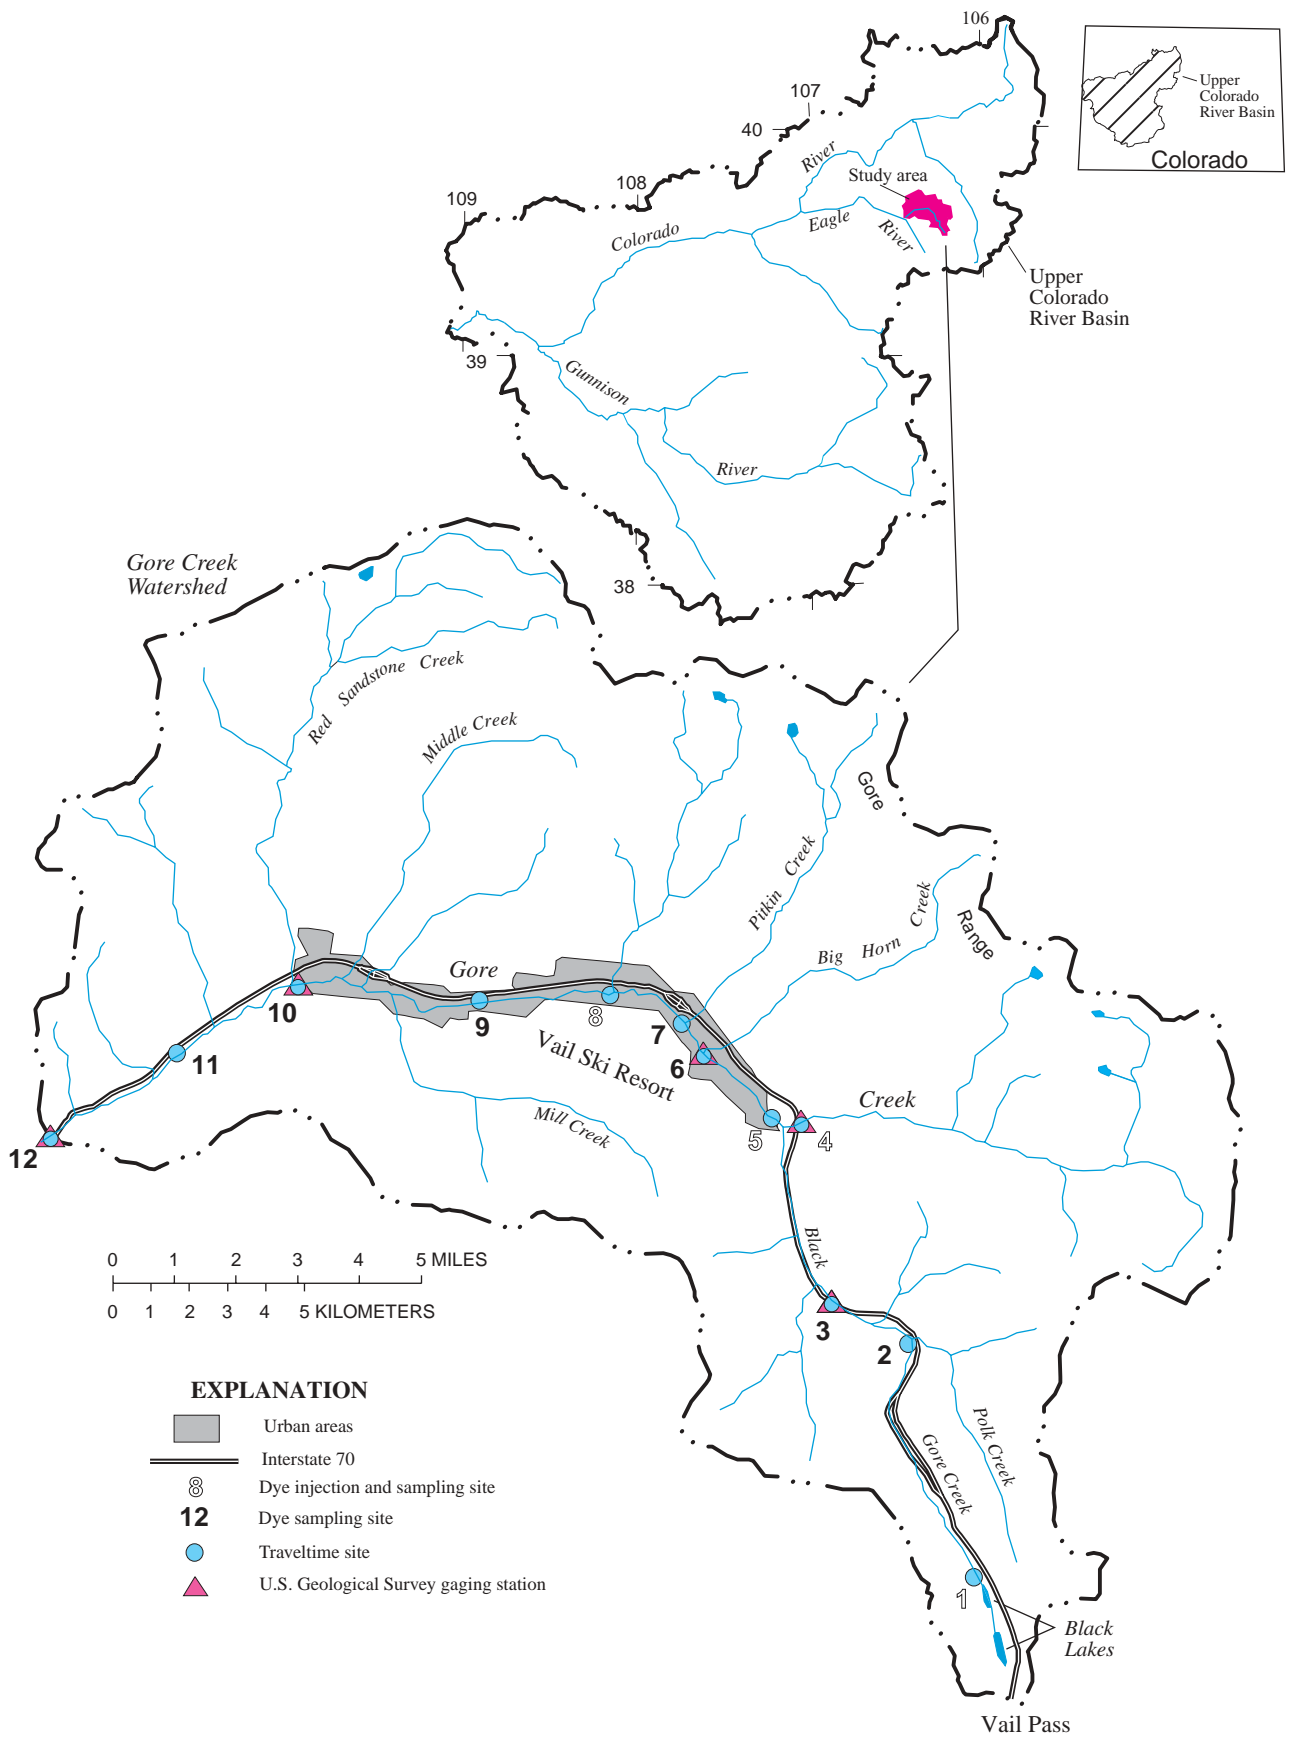 106
107
40
108
109
39
38
River
Study area
Eagle
River
Colorado
Gunnison
River
Upper
Colorado
River Basin
Upper
Colorado
River Basin
Colorado
Gore Creek
Watershed
Red Sandstone Creek
Middle Creek
Pitkin Creek
Gore
Range
Big Horn Creek
Gore
Creek
Vail Ski Resort
Mill Creek
10
9
8
7
6
5
4
11
12
Black
3
2
Gore Creek
Polk Creek
1
Black
Lakes
Vail Pass
0 1 2 3 4 5 MILES
0 1 2 3 4 5 KILOMETERS
EXPLANATION
Urban areas
Interstate 70
8 Dye injection and sampling site
12 Dye sampling site
Traveltime site
U.S. Geological Survey gaging station